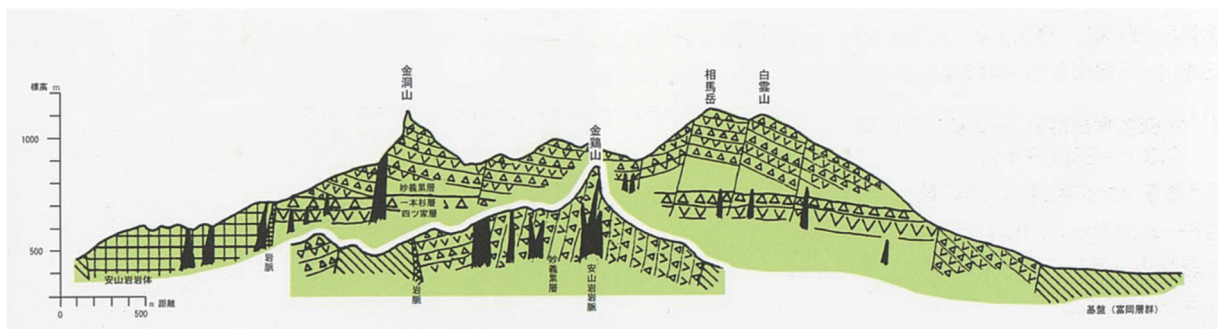 標高 m
1000
500
0
500
m 距離
金洞山
金鶏山
相馬岳
白雲山
妙義累層
一本杉層
四ツ家層
安山岩岩体
岩脈
岩脈
妙義累層
安山岩岩脈
基盤（富岡層群）